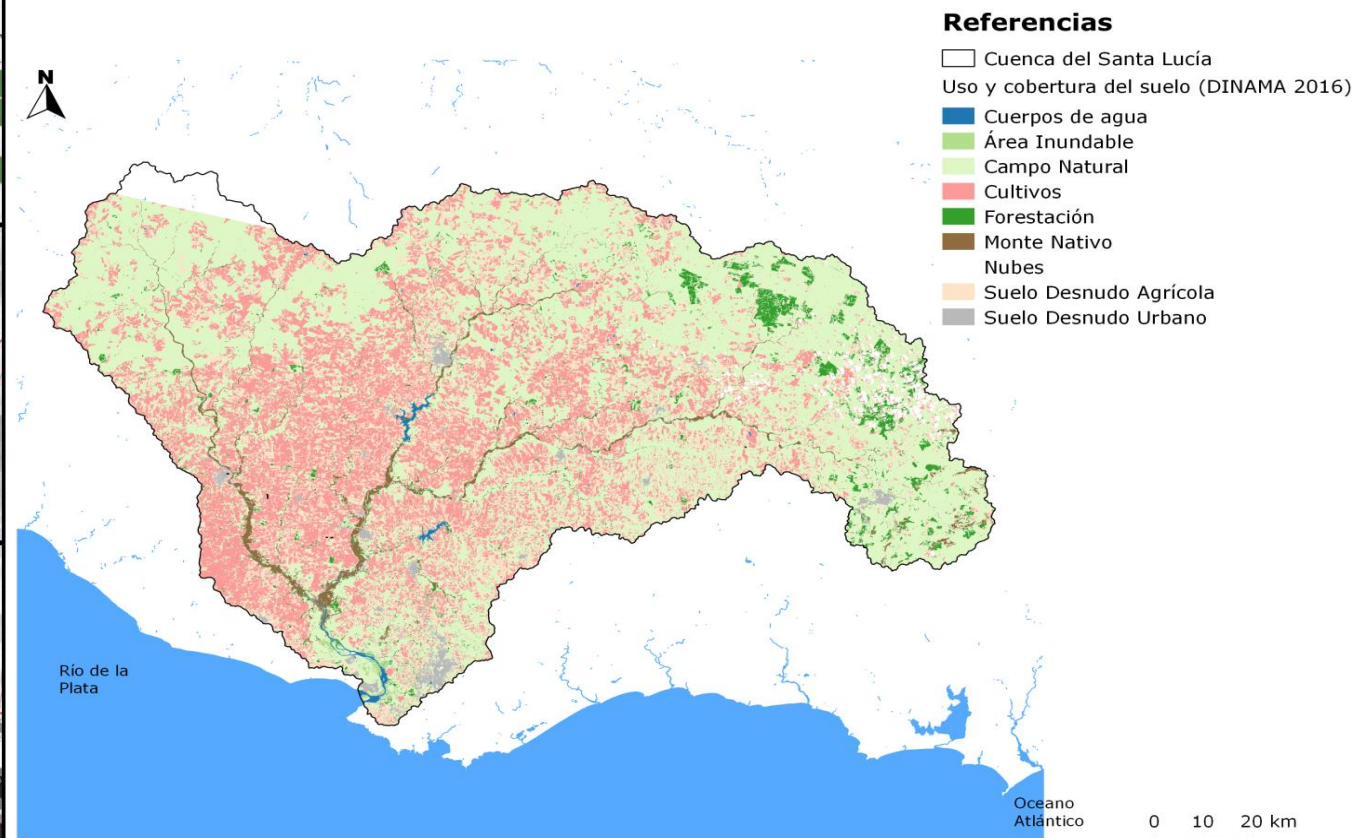 Referencias
Cuenca del Santa Lucía
Uso y cobertura del suelo (DINAMA 2016)
Cuerpos de agua
Área Inundable
Campo Natural
Cultivos
Forestación
Monte Nativo
Nubes
Suelo Desnudo Agrícola
Suelo Desnudo Urbano
N
Río de la
Plata
Oceano
Atlántico
0 10 20 km